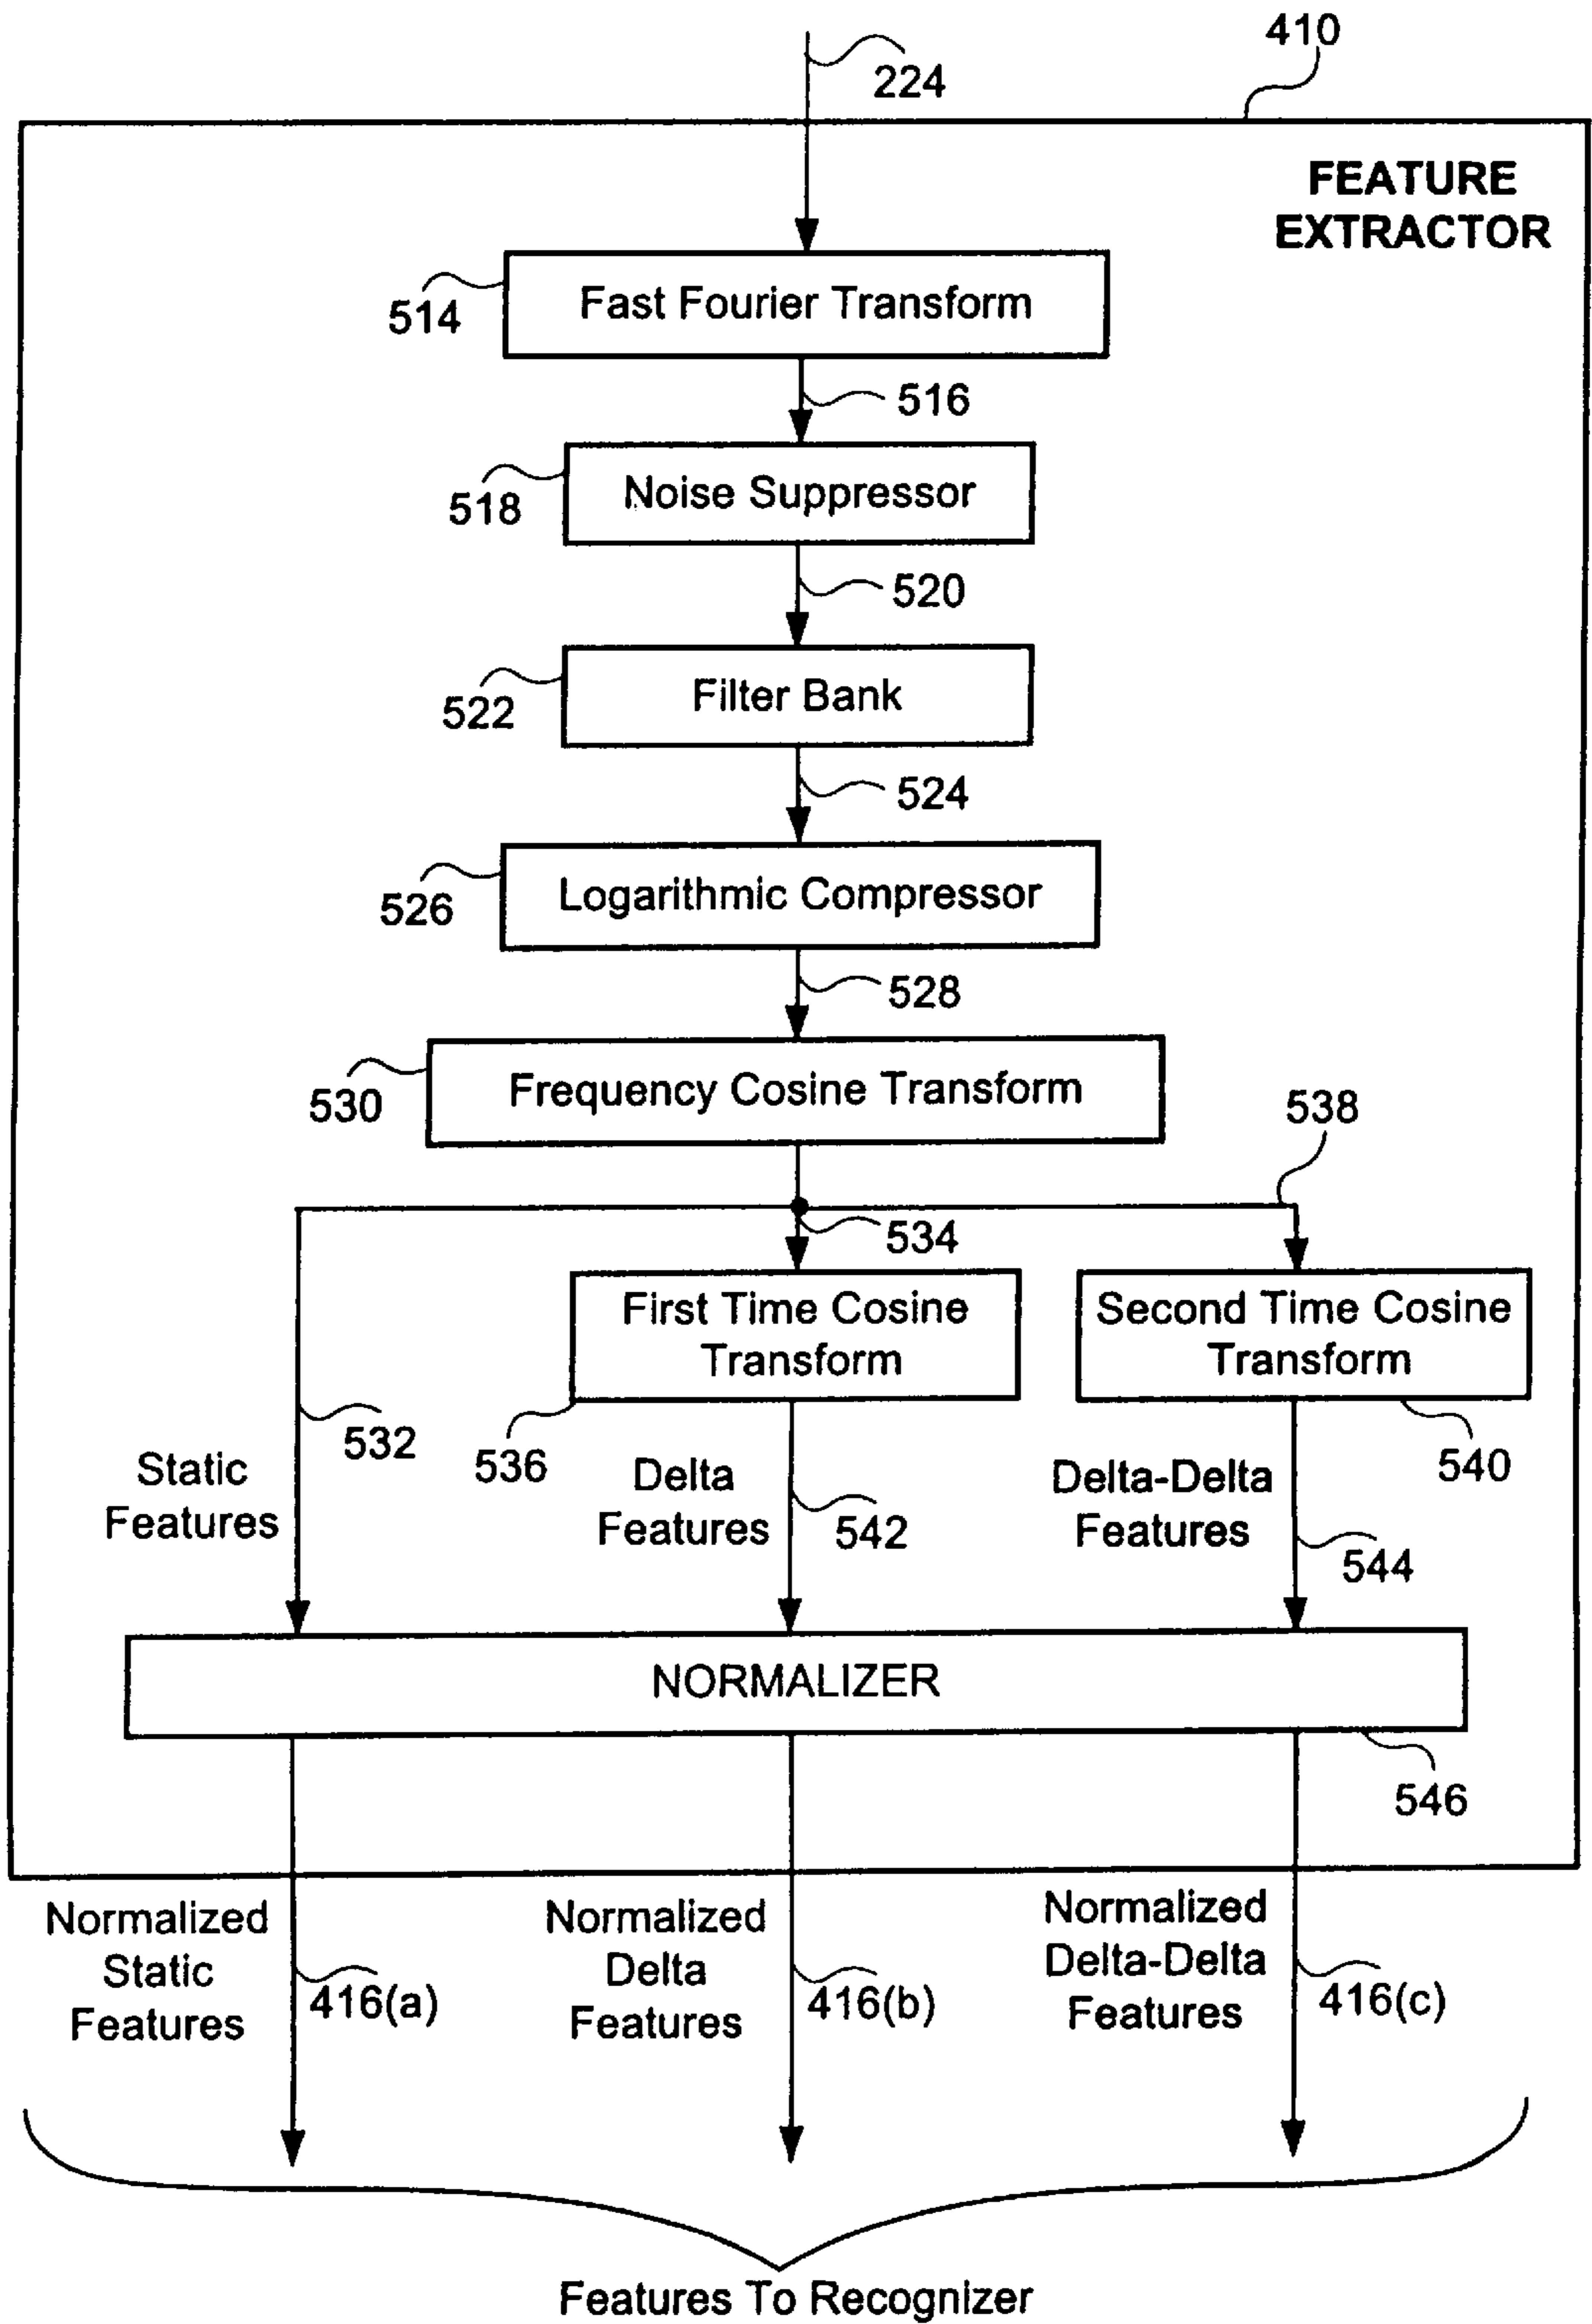 410
224
FEATURE
EXTRACTOR
514
Fast Fourier Transform
516
518
Noise Suppressor
520
522
Filter Bank
524
526
Logarithmic Compressor
528
530
Frequency Cosine Transform
538
534
First Time Cosine
Transform
Second Time Cosine
Transform
532
536
540
Static
Features
Delta
Features
542
Delta-Delta
Features
544
NORMALIZER
546
Normalized
Static
Features
416(a)
Normalized
Delta
Features
416(b)
Normalized
Delta-Delta
Features
416(c)
Features To Recognizer